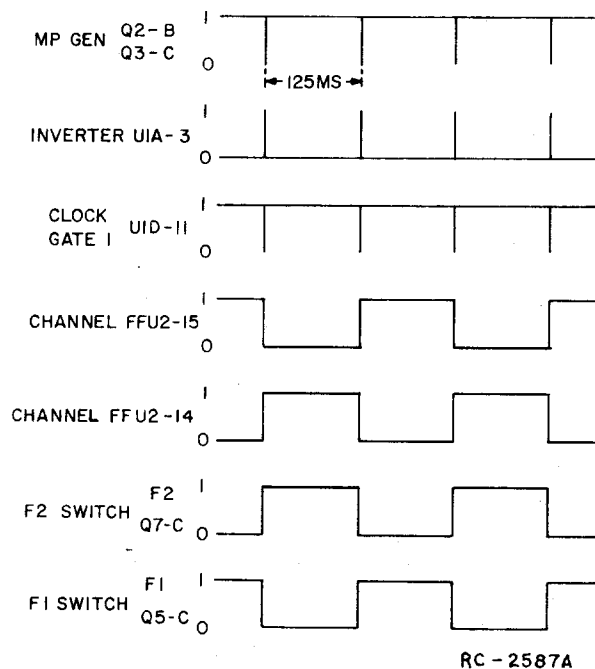 1
MP GEN Q2-B
Q3-C
0
125MS
1
INVERTER U1A-3
0
1
CLOCK U1D-11
GATE 1
0
1
CHANNEL FFU2-15
0
1
CHANNEL FFU2-14
0
1
F2
F2 SWITCH
Q7-C
0
1
F1
F1 SWITCH
Q5-C
0
RC-2587A